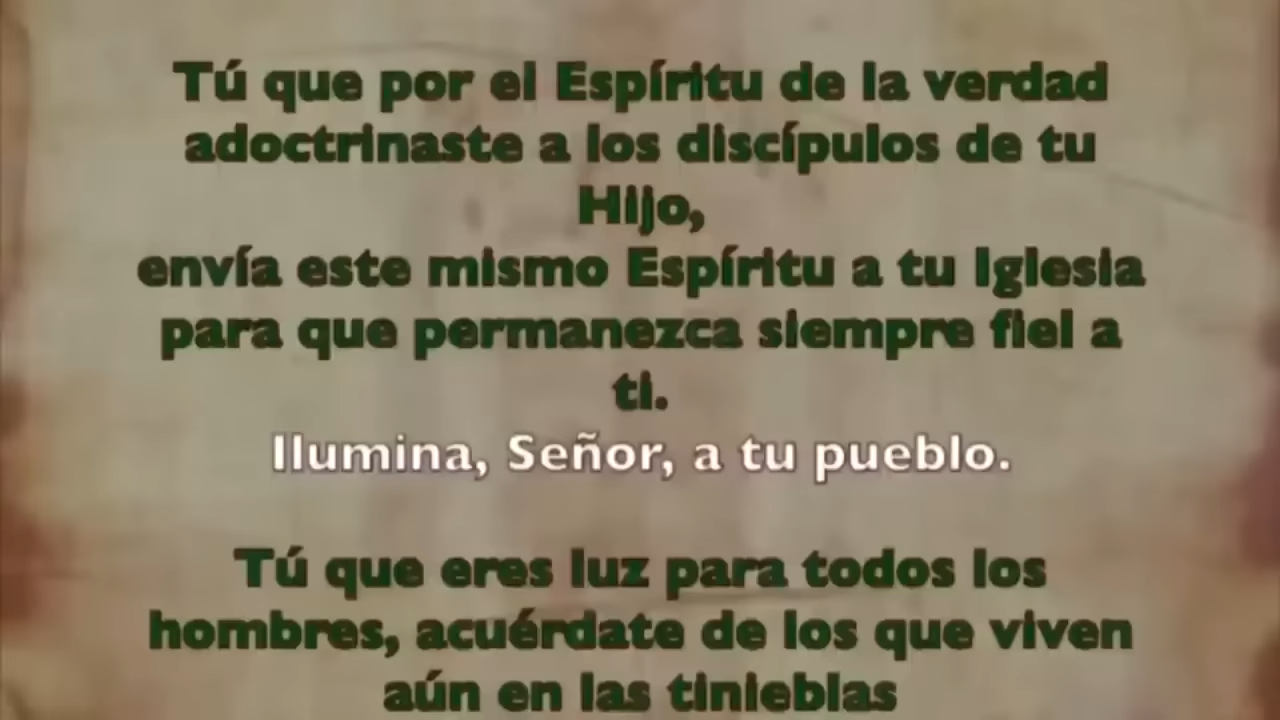 Tú que por el Espíritu de la verdad
adoctrinaste a los discípulos de tu
Hijo,
envía este mismo Espíritu a tu Iglesia
para que permanezca siempre fiel a
ti.
Ilumina, Señor, a tu pueblo.
Tú que eres luz para todos los
hombres, acuérdate de los que viven
aún en las tinieblas